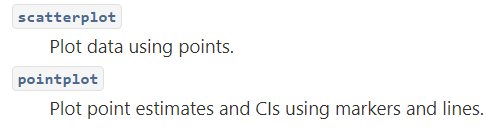 scatterplot
Plot data using points.
pointplot
Plot point estimates and CIs using markers and lines.